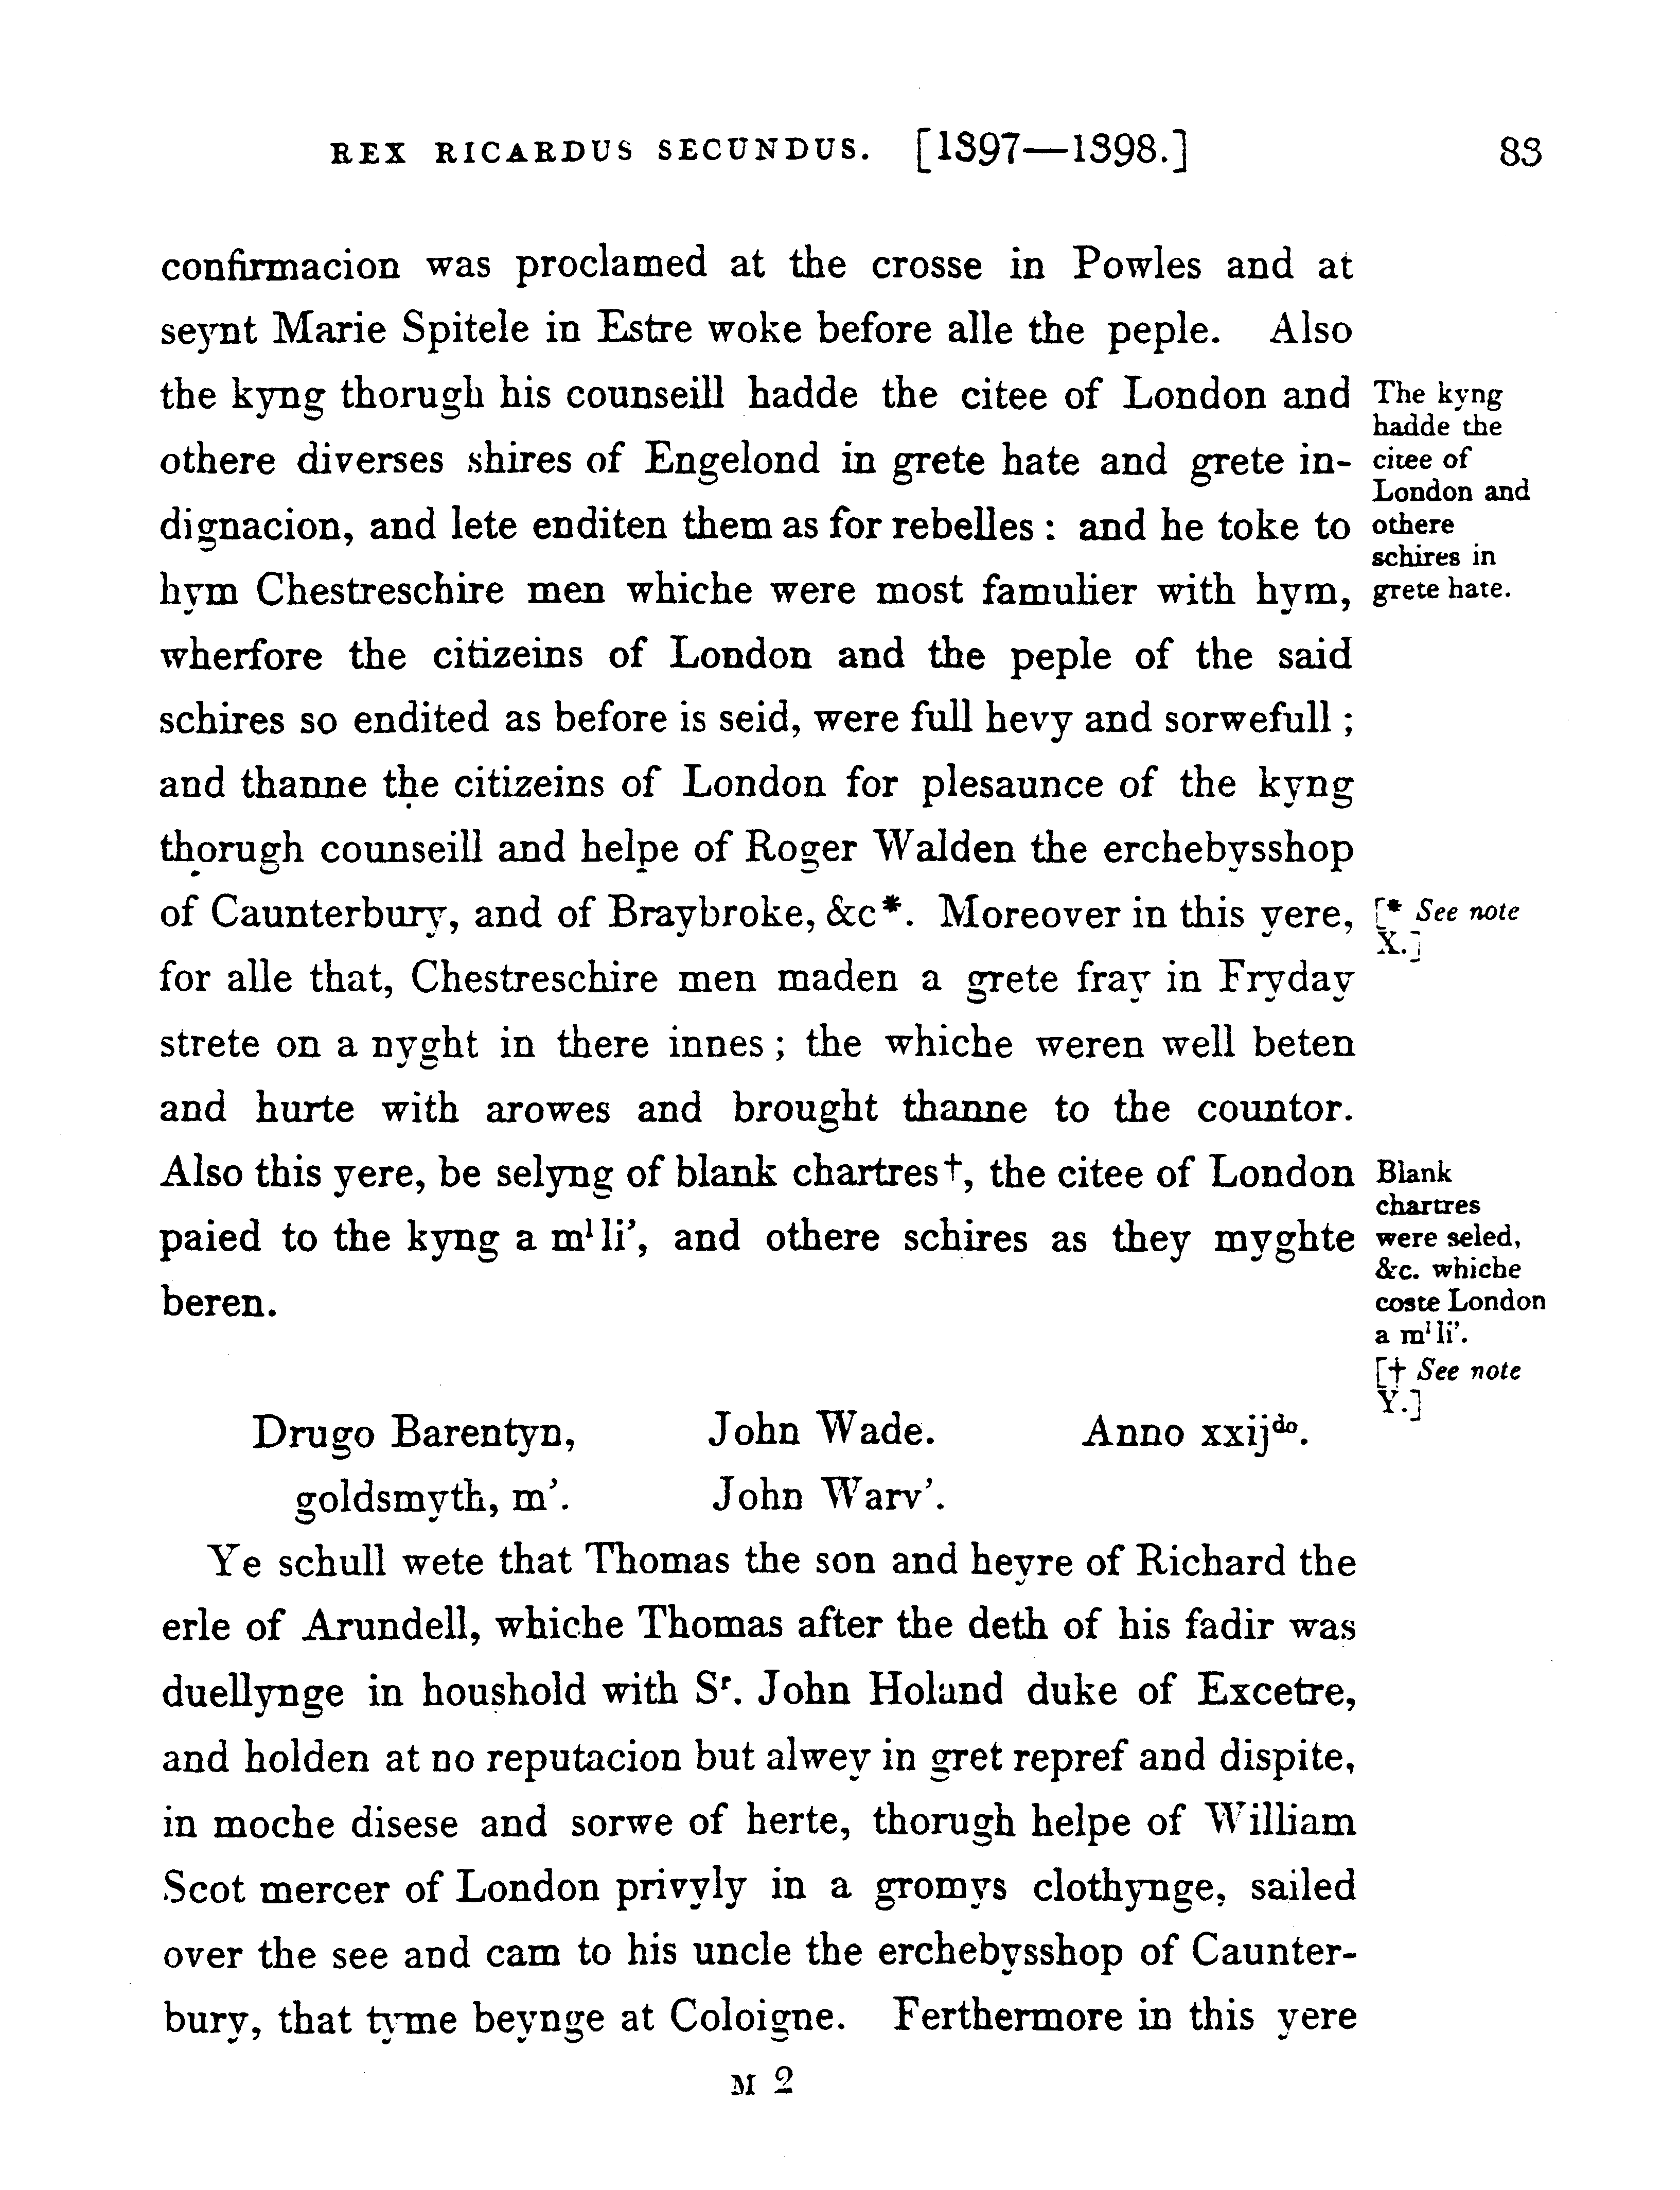 REX RICARDUS SECUNDUS. [1397—1398.] 83
confirmacion was proclamed at the crosse in Powles and at
seynt Marie Spitele in Estre woke before alle the peple. Also
the kyng thorugh his counseill hadde the citee of London and
othere diverses shires of Engelond in grete hate and grete in-
dignacion, and lete enditen them as for rebelles : and he toke to
hym Chestreschire men whiche were most famulier with hym,
wherfore the citizeins of London and the peple of the said
schires so endited as before is seid, were full hevy and sorwefull ;
and thanne the citizeins of London for plesaunce of the kyng
thorugh counseill and helpe of Roger Walden the erchebysshop
of Caunterbury, and of Braybroke, &c*. Moreover in this yere,
for alle that, Chestreschire men maden a grete fray in Fryday
strete on a nyght in there innes ; the whiche weren well beten
and hurte with arowes and brought thanne to the countor.
Also this yere, be selyng of blank chartres†, the citee of London
paied to the kyng a mˡ li’, and othere schires as they myghte
beren.
The kyng
hadde the
citee of
London and
othere
schires in
grete hate.
[* See note
X.]
Blank
chartres
were seled,
&c. whiche
coste London
a mˡ li’.
[† See note
Y.]
Drugo Barentyn, John Wade. Anno xxijᵈᵒ.
goldsmyth, m’. John Warv’.
Ye schull wete that Thomas the son and heyre of Richard the
erle of Arundell, whiche Thomas after the deth of his fadir was
duellynge in houshold with Sʳ. John Holand duke of Excetre,
and holden at no reputacion but alwey in gret repref and dispite,
in moche disese and sorwe of herte, thorugh helpe of William
Scot mercer of London privyly in a gromys clothynge, sailed
over the see and cam to his uncle the erchebysshop of Caunter-
bury, that tyme beynge at Coloigne. Ferthermore in this yere
M 2